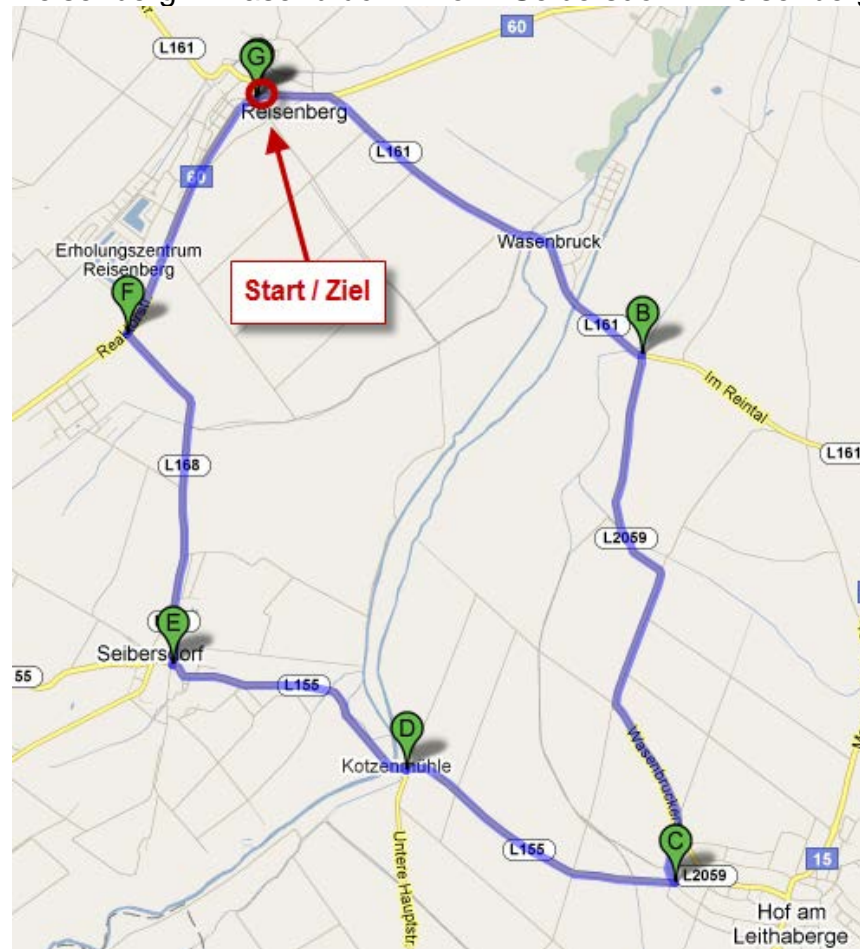 L161
60
G
Reisenberg
L161
60
Wasenbruck
Erholungszentrum
Reisenberg
Start / Ziel
F
B
L161
Im Reintal
L161
L168
L2059
E
Seibersdorf
55
L155
D
Kotzenmühle
Untere Hauptstr.
L155
C
L2059
15
Hof am
Leithaberge